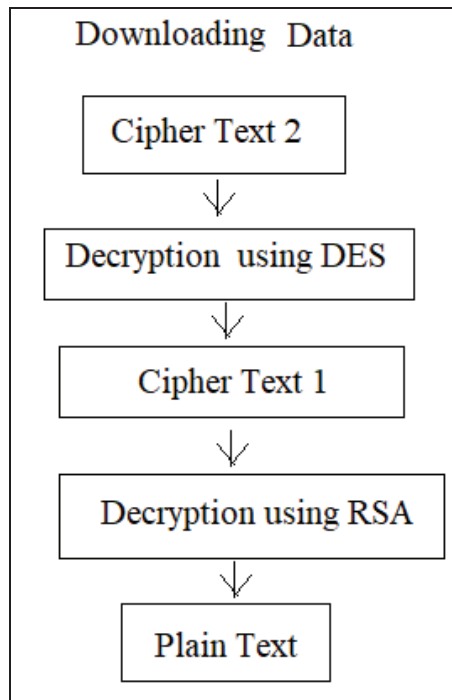 Downloading Data
Cipher Text 2
Decryption using DES
Cipher Text 1
Decryption using RSA
Plain Text